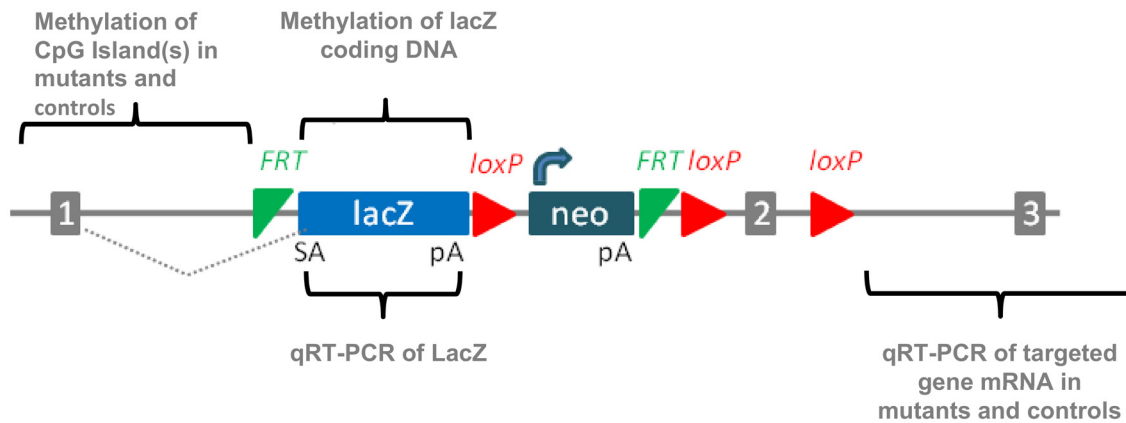 Methylation of
CpG Island(s) in
mutants and
controls
Methylation of lacZ
coding DNA
FRT
loxP
FRT loxP
loxP
1
lacZ
neo
2
3
SA
pA
pA
qRT-PCR of LacZ
qRT-PCR of targeted
gene mRNA in
mutants and controls